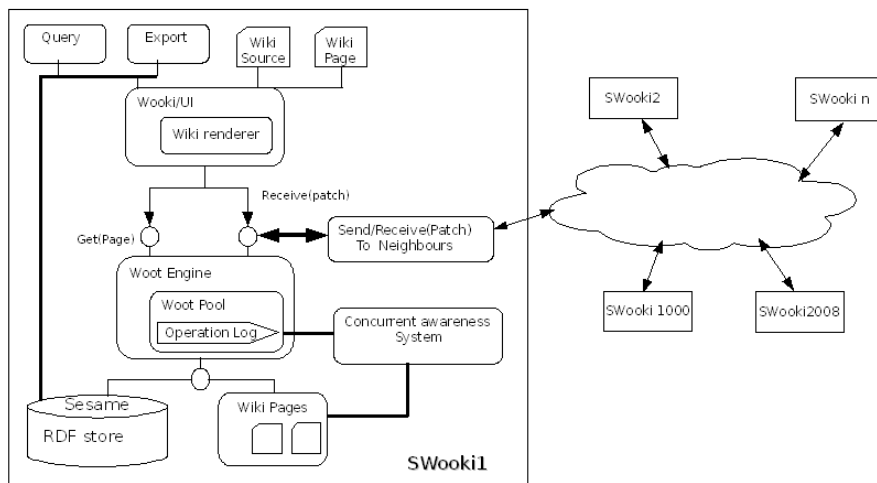 Query
Export
Wiki
Source
Wiki
Page
Wooki/UI
Wiki renderer
Receive(patch)
Get(Page)
Send/Receive(Patch)
To Neighbours
Woot Engine
Woot Pool
Operation Log
Concurrent awareness
System
Sesame
RDF store
Wiki Pages
SWooki1
SWooki2
SWooki n
SWooki 1000
SWooki2008